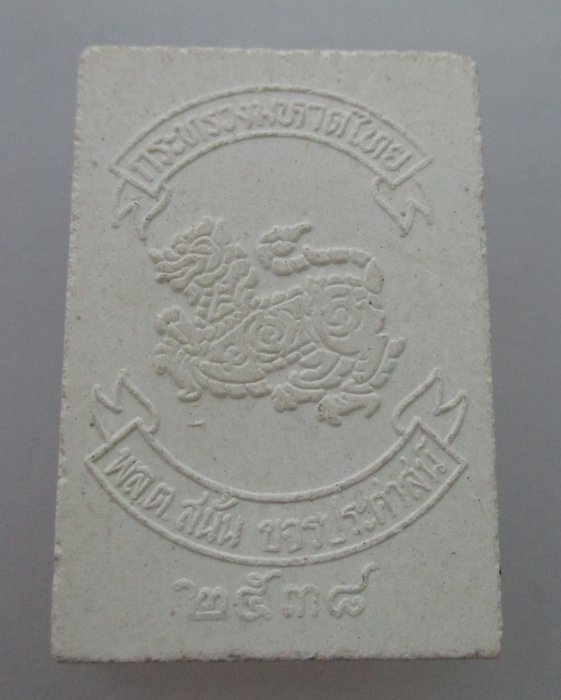 กระทรวงมหาดไทย
พล.ต. สนั่น ขจรประศาสน์
๒๕๓๘